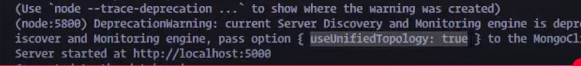 (Use `node --trace-deprecation ...` to show where the warning was created)
(node:5800) DeprecationWarning: current Server Discovery and Monitoring engine is depr
iscover and Monitoring engine, pass option { useUnifiedTopology: true } to the MongoCl
Server started at http://localhost:5000